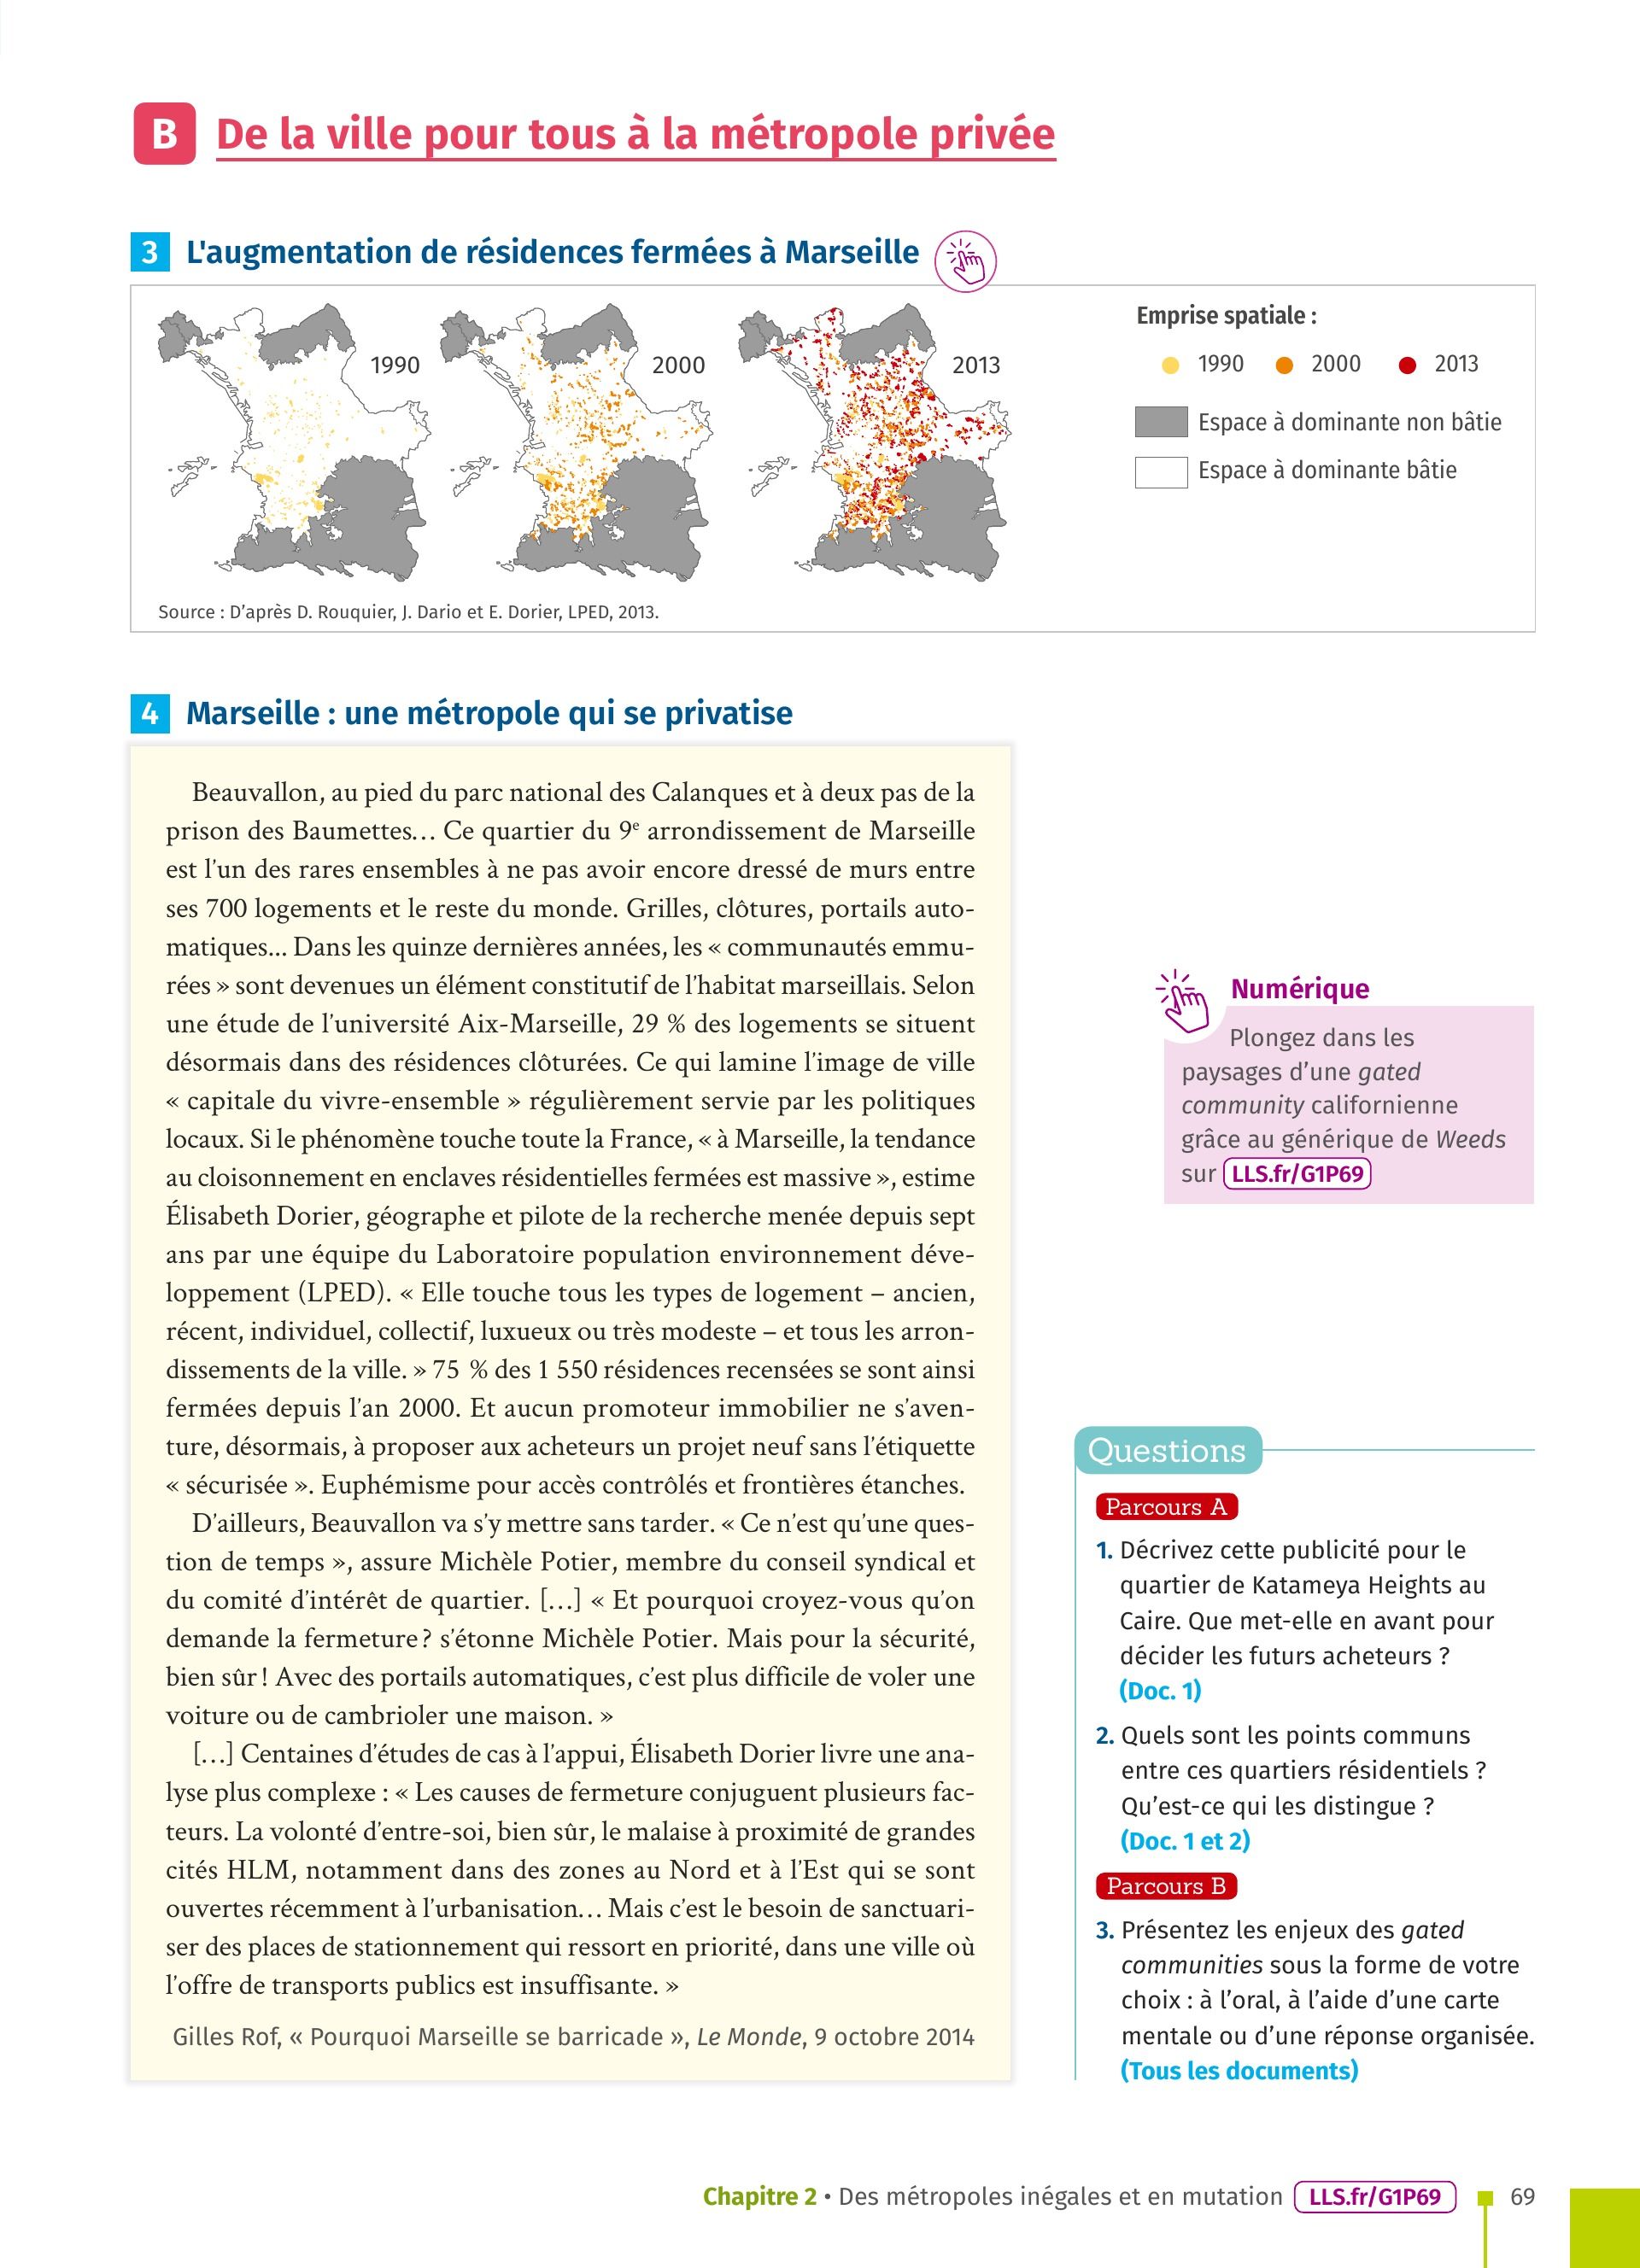 B De la ville pour tous à la métropole privée
3 L'augmentation de résidences fermées à Marseille
1990
2000
2013
Emprise spatiale :
1990 2000 2013
Espace à dominante non bâtie
Espace à dominante bâtie
Source : D’après D. Rouquier, J. Dario et E. Dorier, LPED, 2013.
4 Marseille : une métropole qui se privatise
Beauvallon, au pied du parc national des Calanques et à deux pas de la
prison des Baumettes… Ce quartier du 9e arrondissement de Marseille
est l’un des rares ensembles à ne pas avoir encore dressé de murs entre
ses 700 logements et le reste du monde. Grilles, clôtures, portails auto-
matiques... Dans les quinze dernières années, les « communautés emmu-
rées » sont devenues un élément constitutif de l’habitat marseillais. Selon
une étude de l’université Aix-Marseille, 29 % des logements se situent
désormais dans des résidences clôturées. Ce qui lamine l’image de ville
« capitale du vivre-ensemble » régulièrement servie par les politiques
locaux. Si le phénomène touche toute la France, « à Marseille, la tendance
au cloisonnement en enclaves résidentielles fermées est massive », estime
Élisabeth Dorier, géographe et pilote de la recherche menée depuis sept
ans par une équipe du Laboratoire population environnement déve-
loppement (LPED). « Elle touche tous les types de logement – ancien,
récent, individuel, collectif, luxueux ou très modeste – et tous les arron-
dissements de la ville. » 75 % des 1 550 résidences recensées se sont ainsi
fermées depuis l’an 2000. Et aucun promoteur immobilier ne s’aven-
ture, désormais, à proposer aux acheteurs un projet neuf sans l’étiquette
« sécurisée ». Euphémisme pour accès contrôlés et frontières étanches.
D’ailleurs, Beauvallon va s’y mettre sans tarder. « Ce n’est qu’une ques-
tion de temps », assure Michèle Potier, membre du conseil syndical et
du comité d’intérêt de quartier. […] « Et pourquoi croyez-vous qu’on
demande la fermeture ? s’étonne Michèle Potier. Mais pour la sécurité,
bien sûr ! Avec des portails automatiques, c’est plus difficile de voler une
voiture ou de cambrioler une maison. »
[…] Centaines d’études de cas à l’appui, Élisabeth Dorier livre une ana-
lyse plus complexe : « Les causes de fermeture conjuguent plusieurs fac-
teurs. La volonté d’entre-soi, bien sûr, le malaise à proximité de grandes
cités HLM, notamment dans des zones au Nord et à l’Est qui se sont
ouvertes récemment à l’urbanisation… Mais c’est le besoin de sanctuari-
ser des places de stationnement qui ressort en priorité, dans une ville où
l’offre de transports publics est insuffisante. »
Gilles Rof, « Pourquoi Marseille se barricade », Le Monde, 9 octobre 2014
Numérique
Plongez dans les
paysages d’une gated
community californienne
grâce au générique de Weeds
sur LLS.fr/G1P69
Questions
Parcours A
1. Décrivez cette publicité pour le
quartier de Katameya Heights au
Caire. Que met-elle en avant pour
décider les futurs acheteurs ?
(Doc. 1)
2. Quels sont les points communs
entre ces quartiers résidentiels ?
Qu’est-ce qui les distingue ?
(Doc. 1 et 2)
Parcours B
3. Présentez les enjeux des gated
communities sous la forme de votre
choix : à l’oral, à l’aide d’une carte
mentale ou d’une réponse organisée.
(Tous les documents)
Chapitre 2 • Des métropoles inégales et en mutation LLS.fr/G1P69 69